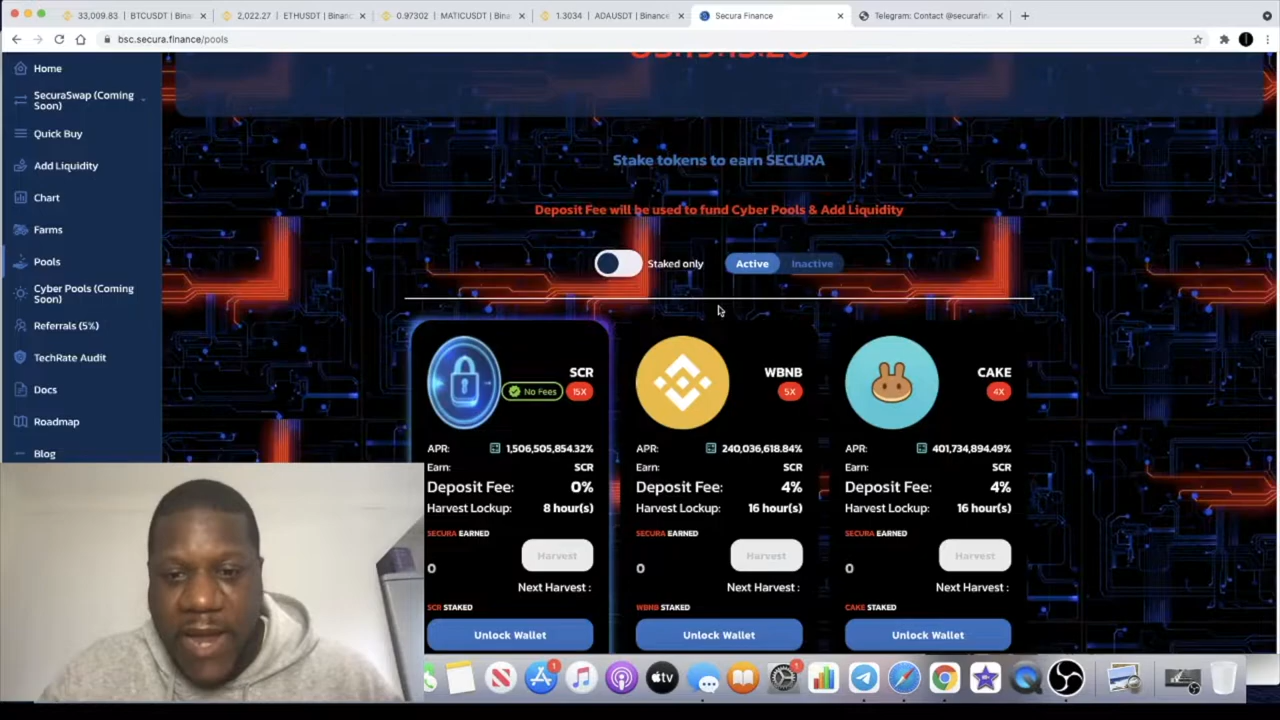 33,009.83 | BTCUSDT | Binan
2,022.27 | ETHUSDT | Binanc
0.97302 | MATICUSDT | Binan
1.3034 | ADAUSDT | Binance
Secura Finance
Telegram: Contact @securafin
bsc.secura.finance/pools
Home
SecuraSwap (Coming
Soon)
Quick Buy
Add Liquidity
Chart
Farms
Pools
Cyber Pools (Coming
Soon)
Referrals (5%)
TechRate Audit
Docs
Roadmap
Blog
Stake tokens to earn SECURA
Deposit Fee will be used to fund Cyber Pools & Add Liquidity
Staked only
Active
Inactive
SCR
No Fees
15X
APR: 1,506,505,854.32%
Earn: SCR
Deposit Fee: 0%
Harvest Lockup: 8 hour(s)
SECURA EARNED
0
Harvest
Next Harvest :
SCR STAKED
Unlock Wallet
WBNB
5X
APR: 240,036,618.84%
Earn: SCR
Deposit Fee: 4%
Harvest Lockup: 16 hour(s)
SECURA EARNED
0
Harvest
Next Harvest :
WBNB STAKED
Unlock Wallet
CAKE
4X
APR: 401,734,894.49%
Earn: SCR
Deposit Fee: 4%
Harvest Lockup: 16 hour(s)
SECURA EARNED
0
Harvest
Next Harvest :
CAKE STAKED
Unlock Wallet
1
tv
1